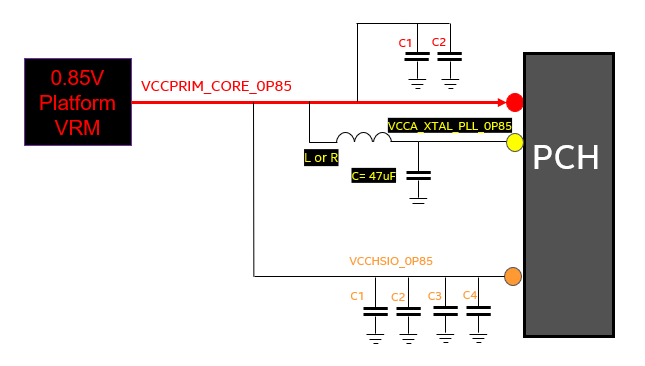 C1
C2
0.85V
Platform
VRM
VCCPRIM_CORE_0P85
VCCA_XTAL_PLL_0P85
L or R
C= 47uF
PCH
VCCHSIO_0P85
C1
C2
C3
C4